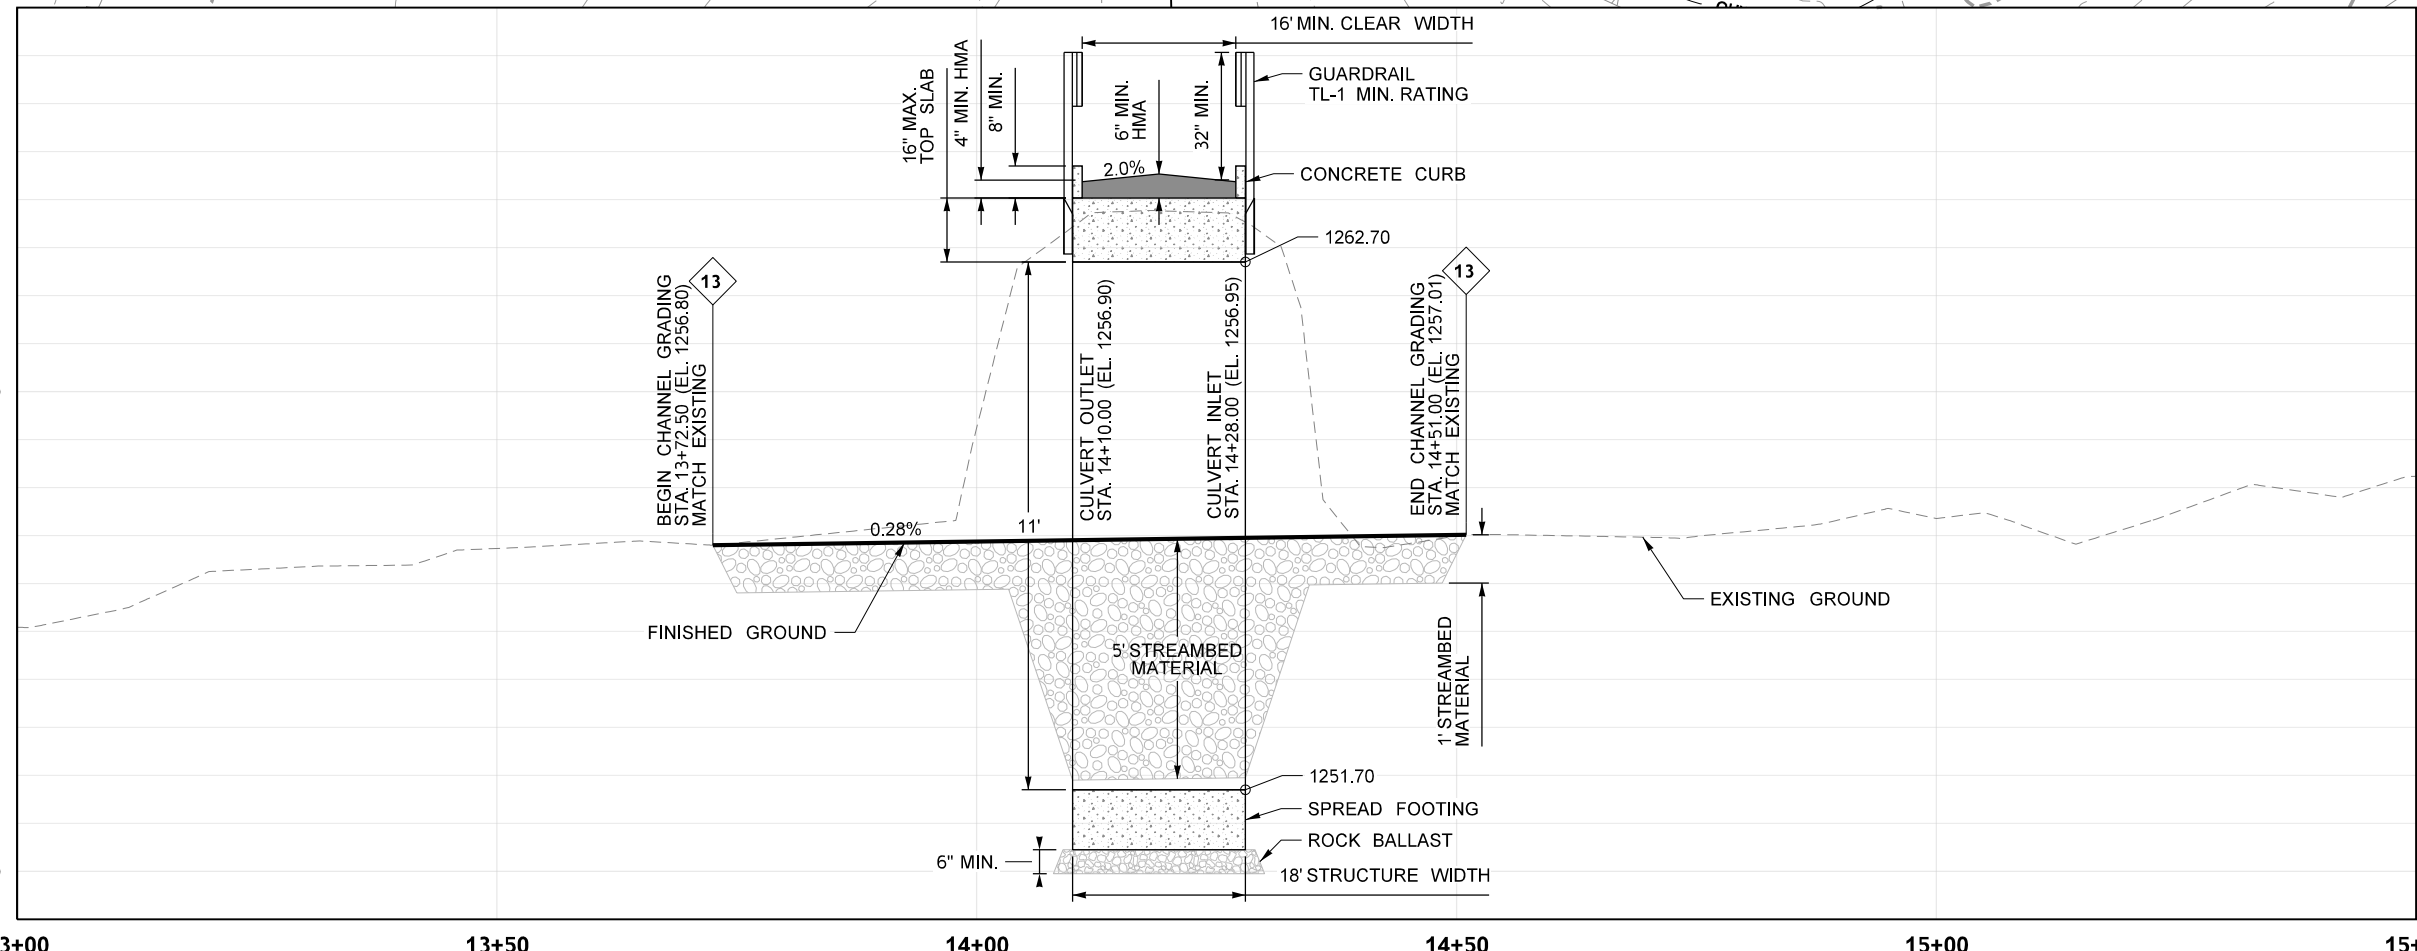 16' MIN. CLEAR WIDTH
GUARDRAIL
TL-1 MIN. RATING
16" MAX.
TOP SLAB
4" MIN. HMA
8" MIN.
6" MIN.
HMA
32" MIN.
2.0%
CONCRETE CURB
1262.70
13
13
BEGIN CHANNEL GRADING
STA. 13+72.50 (EL. 1256.80)
MATCH EXISTING
CULVERT OUTLET
STA. 14+10.00 (EL. 1256.90)
CULVERT INLET
STA. 14+28.00 (EL. 1256.95)
END CHANNEL GRADING
STA. 14+51.00 (EL. 1257.01)
MATCH EXISTING
0.28%
11'
FINISHED GROUND
EXISTING GROUND
5' STREAMBED
MATERIAL
1' STREAMBED
MATERIAL
1251.70
SPREAD FOOTING
ROCK BALLAST
6" MIN.
18' STRUCTURE WIDTH
3+00
13+50
14+00
14+50
15+00